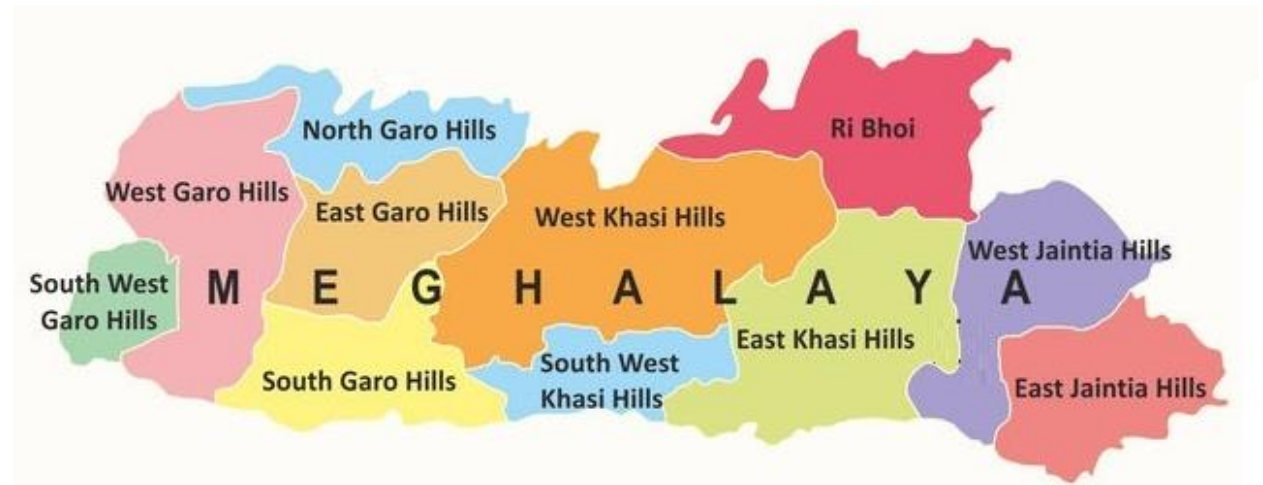 North Garo Hills
Ri Bhoi
West Garo Hills
East Garo Hills
West Khasi Hills
West Jaintia Hills
South West
Garo Hills
MEGHALAYA
East Khasi Hills
South West
Khasi Hills
South Garo Hills
East Jaintia Hills